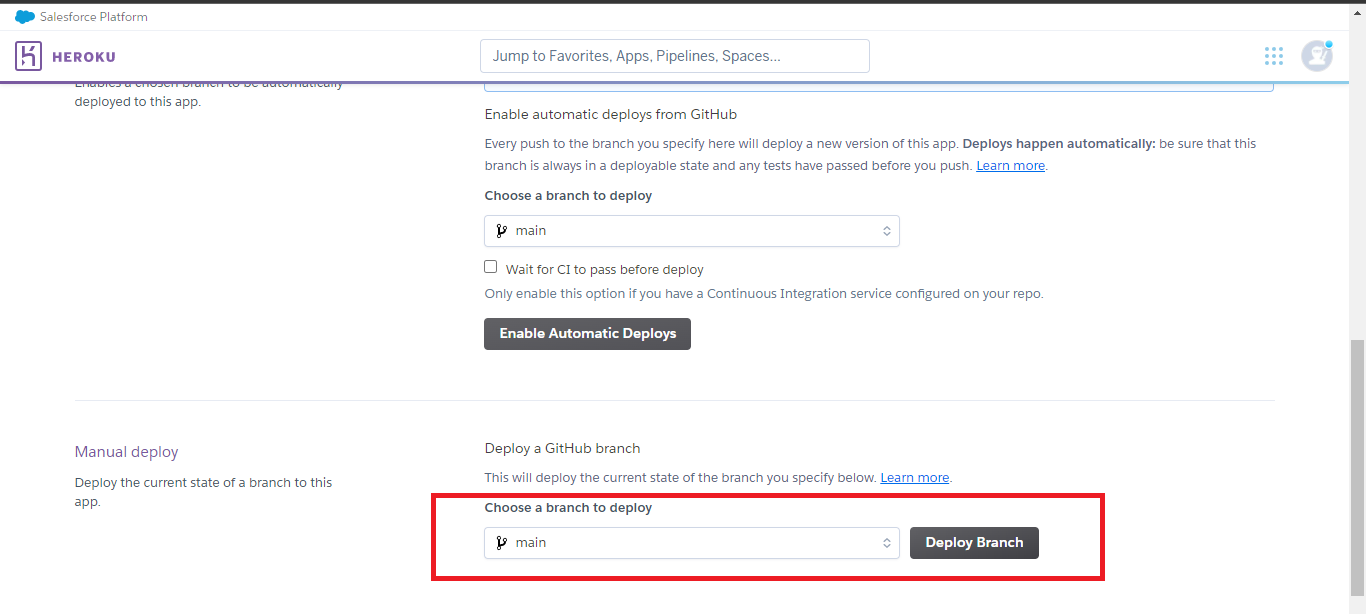 Salesforce Platform
HEROKU
Jump to Favorites, Apps, Pipelines, Spaces...
Enables a chosen branch to be automatically
deployed to this app.
Enable automatic deploys from GitHub
Every push to the branch you specify here will deploy a new version of this app. Deploys happen automatically: be sure that this
branch is always in a deployable state and any tests have passed before you push. Learn more.
Choose a branch to deploy
main
Wait for CI to pass before deploy
Only enable this option if you have a Continuous Integration service configured on your repo.
Enable Automatic Deploys
Manual deploy
Deploy the current state of a branch to this
app.
Deploy a GitHub branch
This will deploy the current state of the branch you specify below. Learn more.
Choose a branch to deploy
main
Deploy Branch